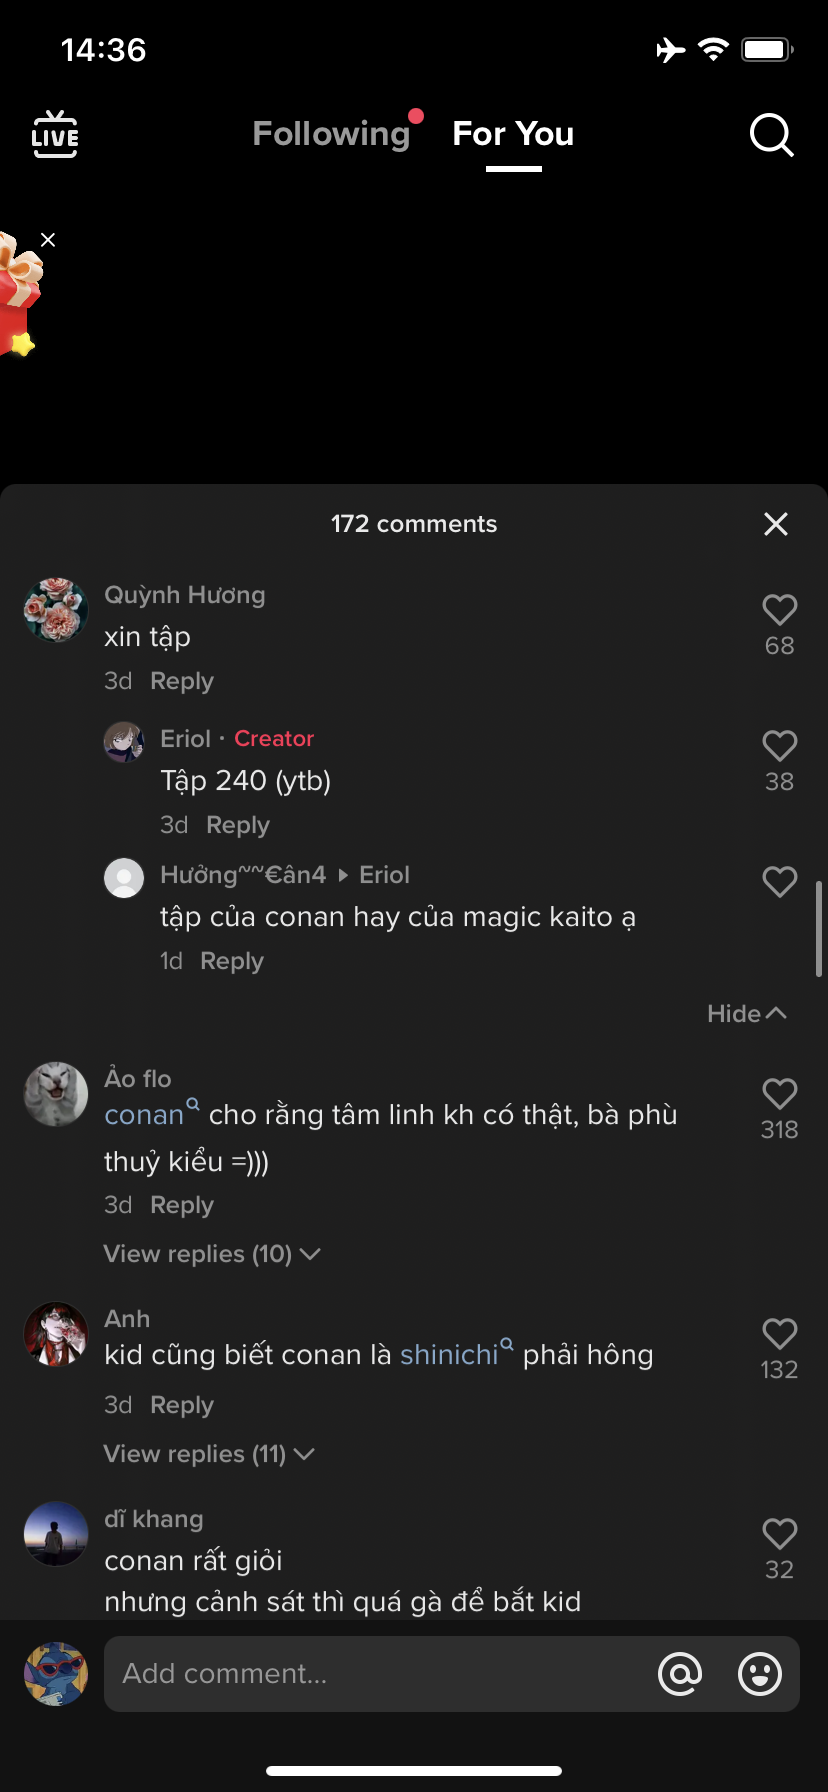 14:36
LIVE
Following
For You
172 comments
Quỳnh Hương
xin tập
68
3d Reply
Eriol · Creator
Tập 240 (ytb)
38
3d Reply
Hưởng~~€ân4 ▸ Eriol
tập của conan hay của magic kaito ạ
1d Reply
Hide
Ảo flo
conan cho rằng tâm linh kh có thật, bà phù
thuỷ kiểu =)))
318
3d Reply
View replies (10)
Anh
kid cũng biết conan là shinichi phải hông
132
3d Reply
View replies (11)
dĩ khang
conan rất giỏi
32
nhưng cảnh sát thì quá gà để bắt kid
Add comment...